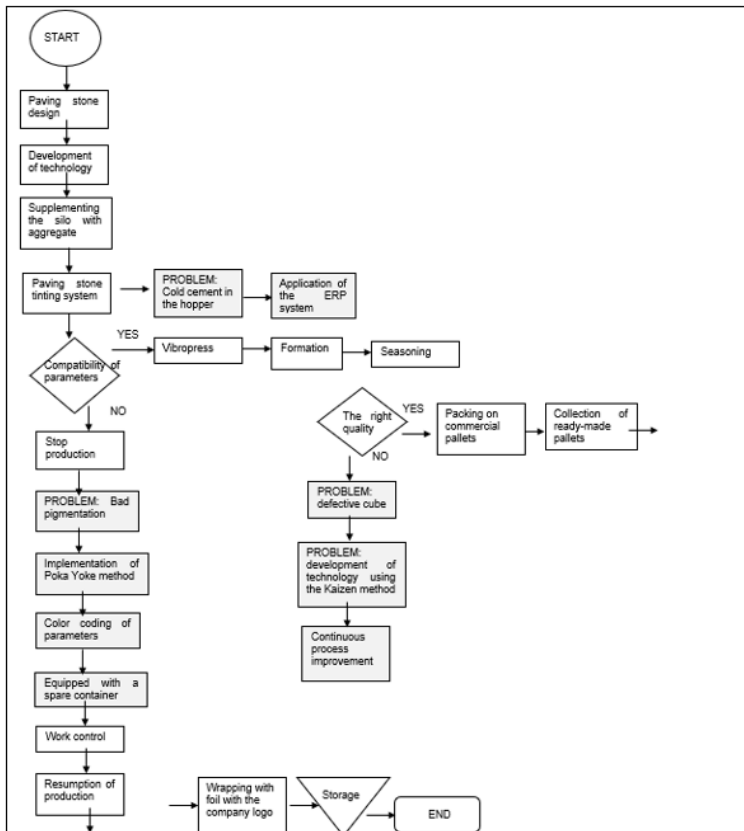 START
Paving stone
design
Development
of technology
Supplementing
the silo with
aggregate
Paving stone
tinting system
PROBLEM:
Cold cement in
the hopper
Application of
the ERP
system
YES
Compatibility of
parameters
Vibropress
Formation
Seasoning
NO
Stop
production
PROBLEM: Bad
pigmentation
Implementation of
Poka Yoke method
Color coding of
parameters
Equipped with a
spare container
Work control
Resumption of
production
The right
quality
YES
Packing on
commercial
pallets
Collection of
ready-made
pallets
NO
PROBLEM:
defective cube
PROBLEM:
development of
technology using
the Kaizen method
Continuous
process
improvement
Wrapping with
foil with the
company logo
Storage
END